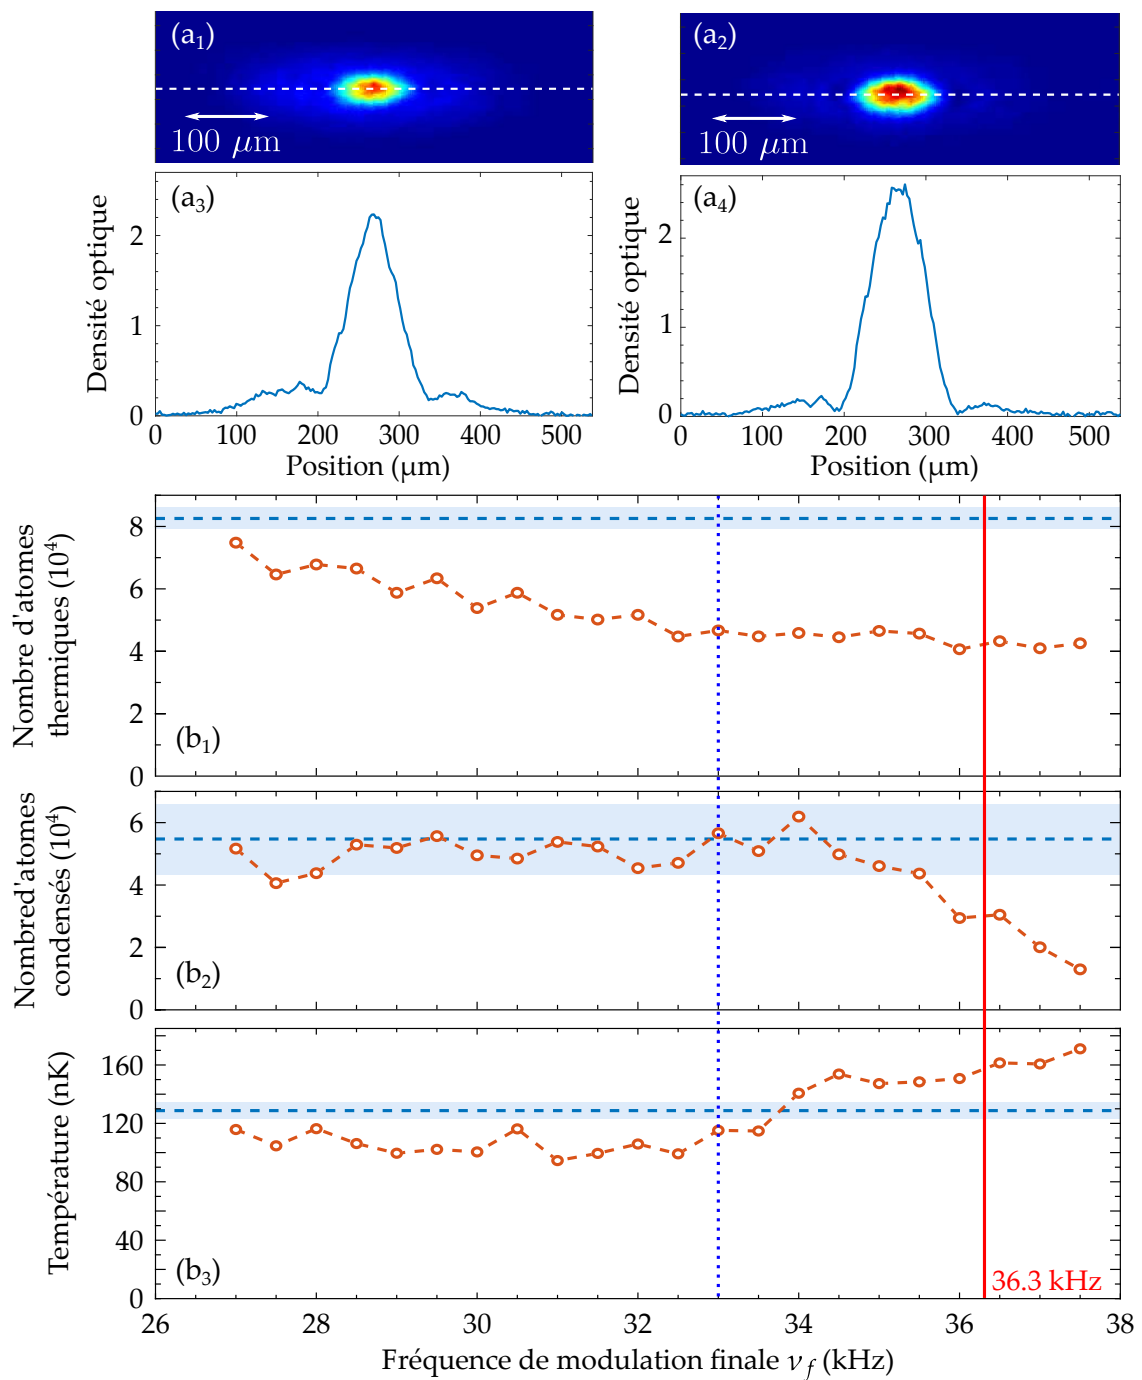 (a1)
100 μm
(a2)
100 μm
Densité optique
(a3)
2
1
0
0 100 200 300 400 500
Position (μm)
Densité optique
(a4)
2
1
0
0 100 200 300 400 500
Position (μm)
Nombre d'atomes
thermiques (10⁴)
8
6
4
2
0
(b1)
Nombred'atomes
condensés (10⁴)
6
4
2
0
(b2)
Température (nK)
160
120
80
40
0
(b3)
36.3 kHz
26 28 30 32 34 36 38
Fréquence de modulation finale νf (kHz)